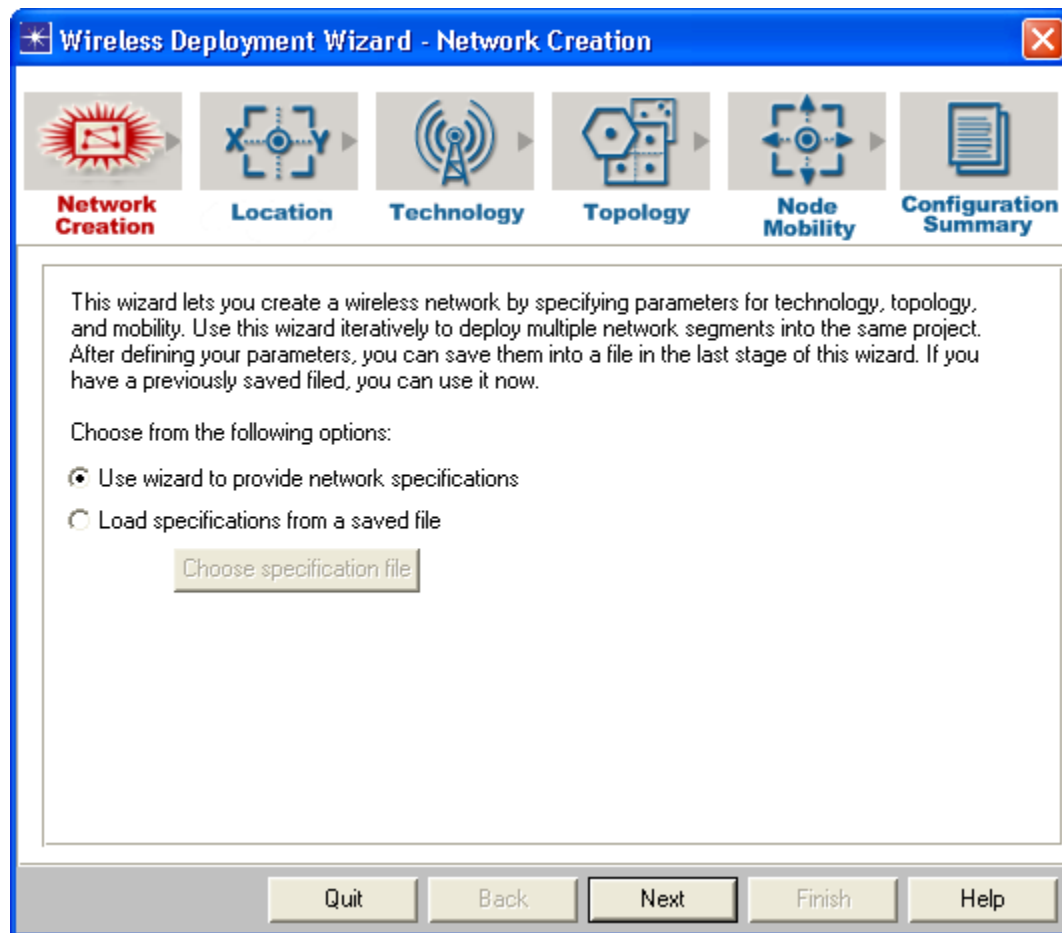 Wireless Deployment Wizard - Network Creation
X Y
Network Creation
Location
Technology
Topology
Node Mobility
Configuration Summary
This wizard lets you create a wireless network by specifying parameters for technology, topology,
and mobility. Use this wizard iteratively to deploy multiple network segments into the same project.
After defining your parameters, you can save them into a file in the last stage of this wizard. If you
have a previously saved filed, you can use it now.
Choose from the following options:
Use wizard to provide network specifications
Load specifications from a saved file
Choose specification file
Quit Back Next Finish Help